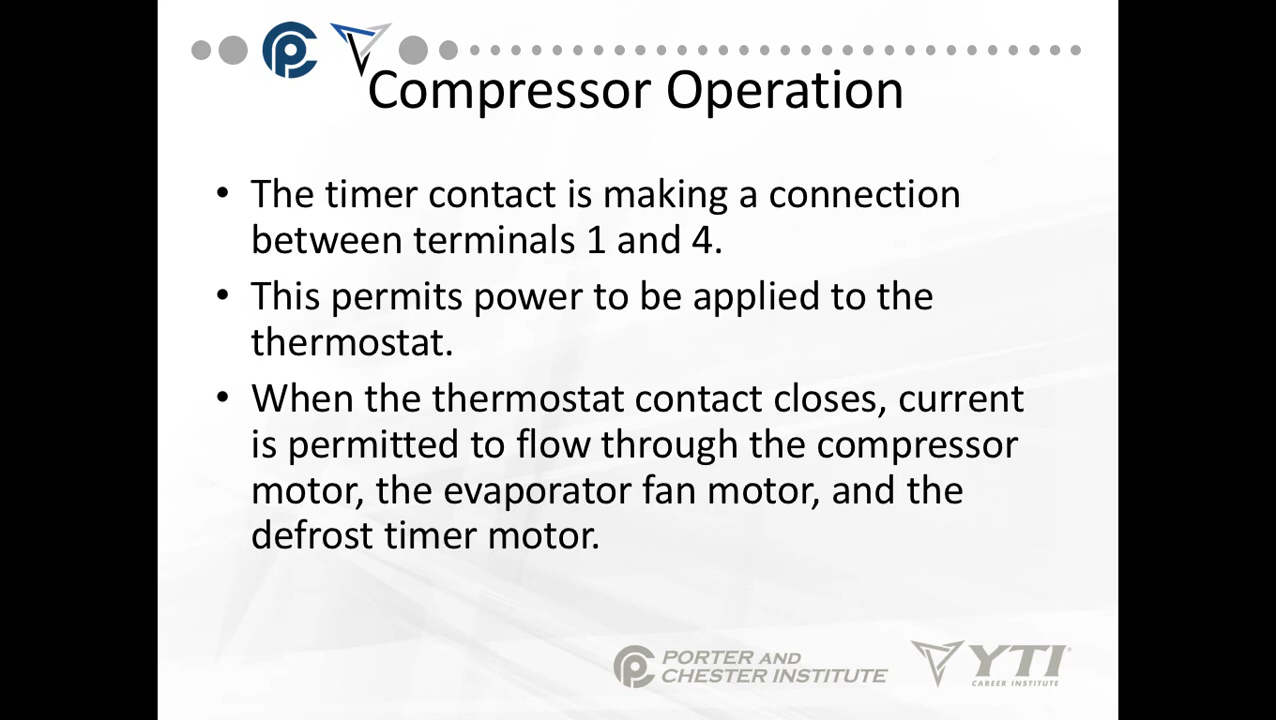 Compressor Operation
• The timer contact is making a connection
between terminals 1 and 4.
• This permits power to be applied to the
thermostat.
• When the thermostat contact closes, current
is permitted to flow through the compressor
motor, the evaporator fan motor, and the
defrost timer motor.
PORTER AND
CHESTER INSTITUTE
YTI
CAREER INSTITUTE